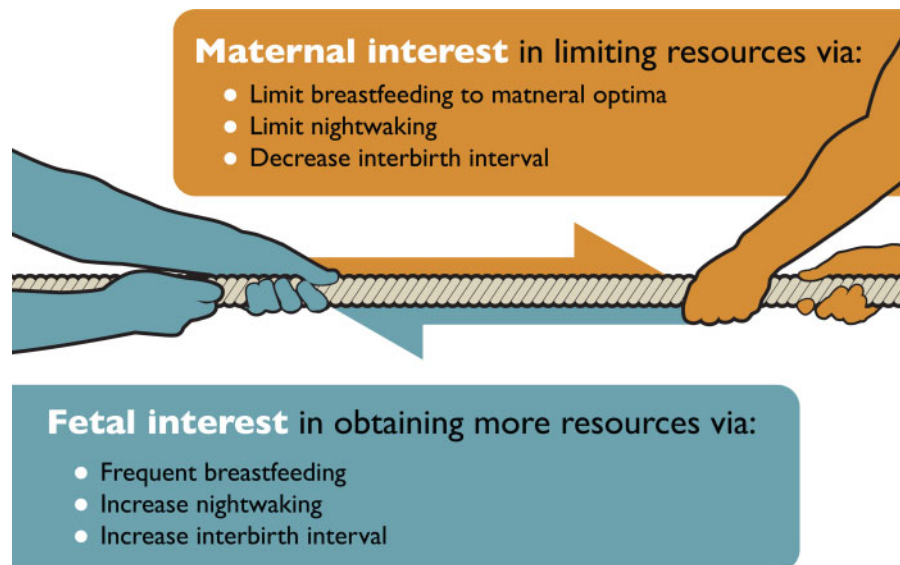 Maternal interest in limiting resources via:
● Limit breastfeeding to matneral optima
● Limit nightwaking
● Decrease interbirth interval
Fetal interest in obtaining more resources via:
● Frequent breastfeeding
● Increase nightwaking
● Increase interbirth interval